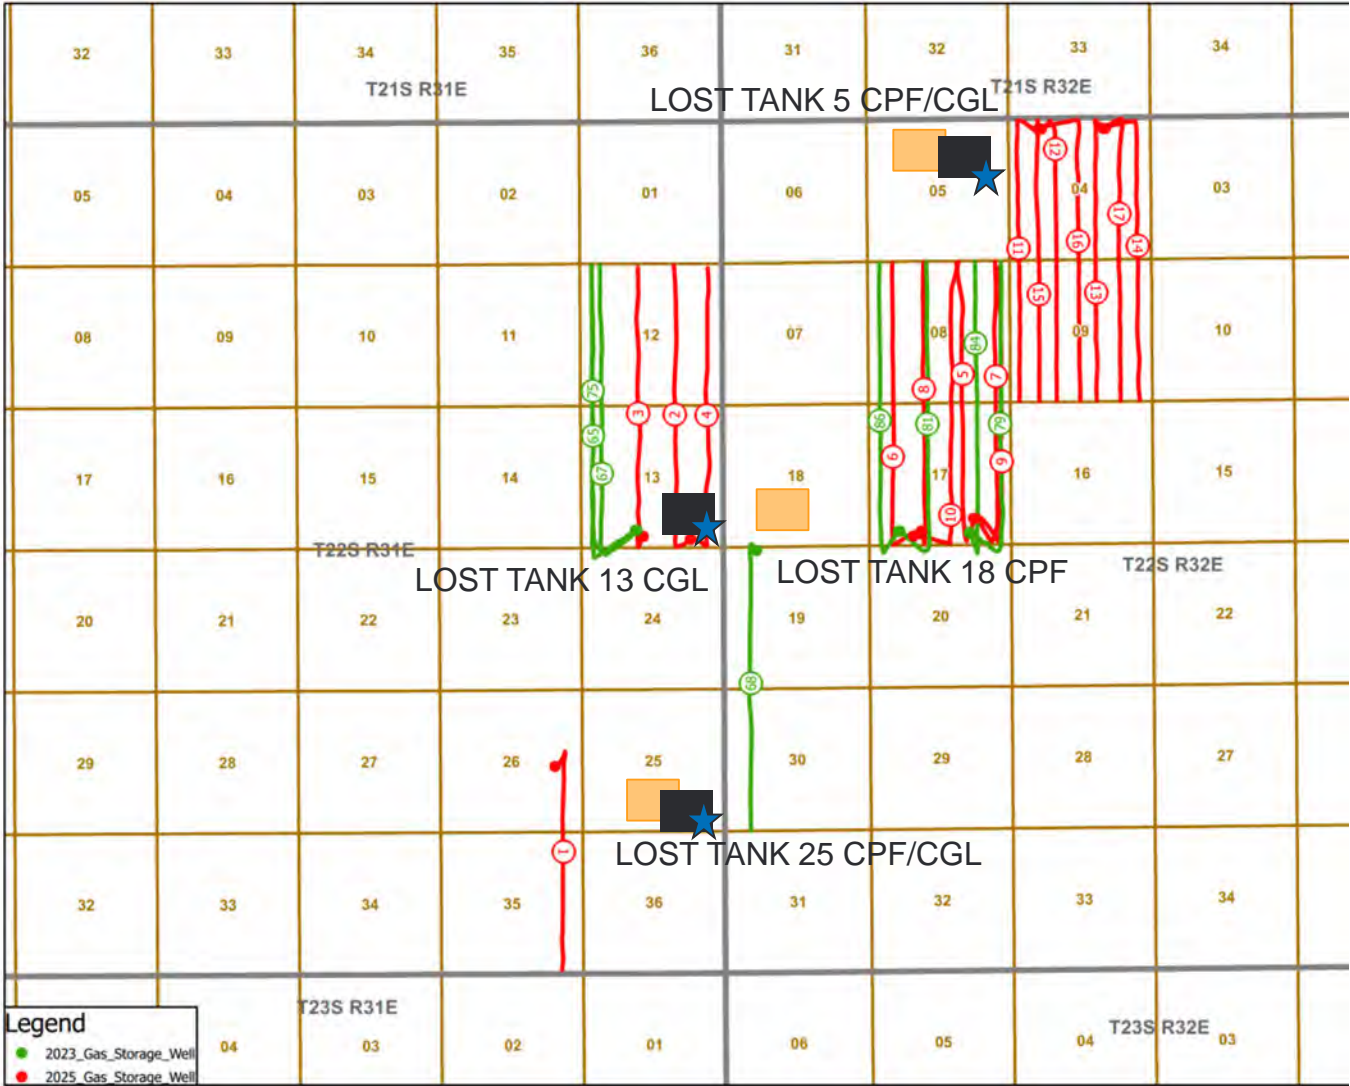 32 33 34 35 36 31 32 33 34
T21S R31E T21S R32E
LOST TANK 5 CPF/CGL
12
05 04 03 02 01 06 05 04 03
17
11 16 14
15 13
08 09 10 11 12 07 08 09 10
84
5 7
75 8
3 2 4
65 86 81 79
6 9
67
17 16 15 14 13 18 17 16 15
10
T22S R31E T22S R32E
LOST TANK 13 CGL LOST TANK 18 CPF
20 21 22 23 24 19 20 21 22
68
29 28 27 26 25 30 29 28 27
1
LOST TANK 25 CPF/CGL
32 33 34 35 36 31 32 33 34
T23S R31E T23S R32E
Legend
04 03 02 01 06 05 04 03
2023_Gas_Storage_Well
2025_Gas_Storage_Well